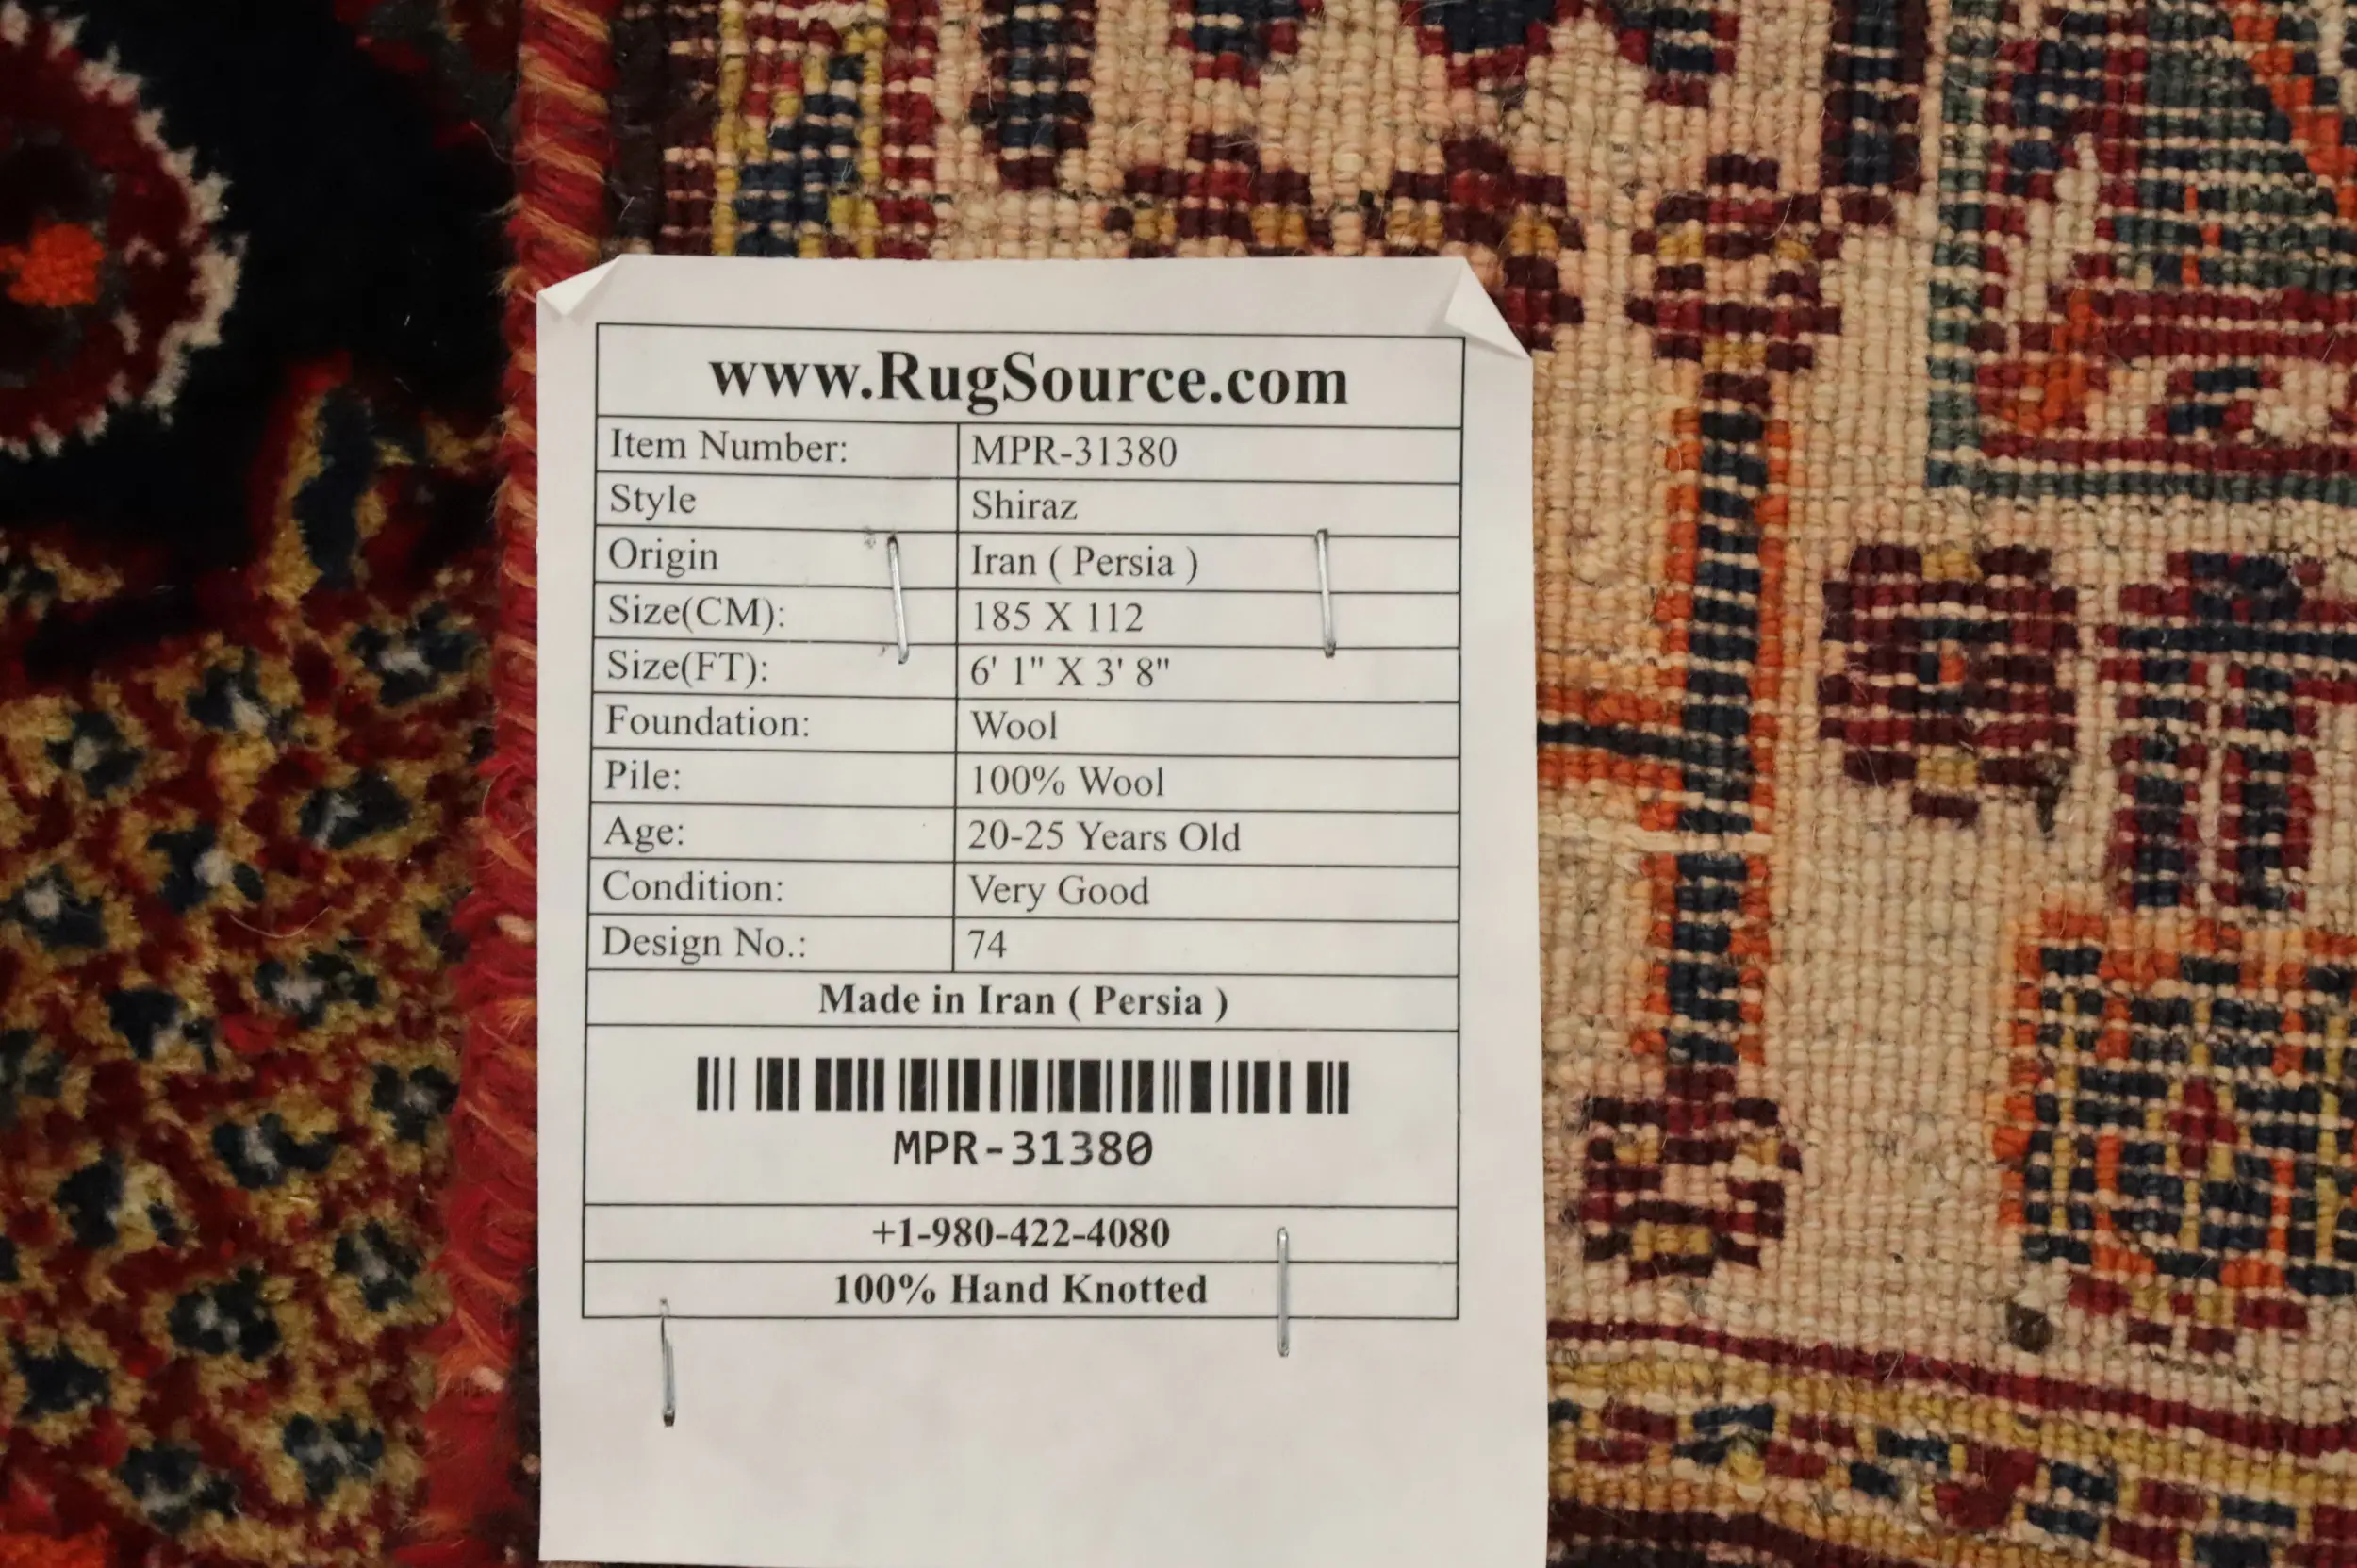 www.RugSource.com
Item Number: MPR-31380
Style Shiraz
Origin Iran ( Persia )
Size(CM): 185 X 112
Size(FT): 6' 1" X 3' 8"
Foundation: Wool
Pile: 100% Wool
Age: 20-25 Years Old
Condition: Very Good
Design No.: 74
Made in Iran ( Persia )
MPR-31380
+1-980-422-4080
100% Hand Knotted